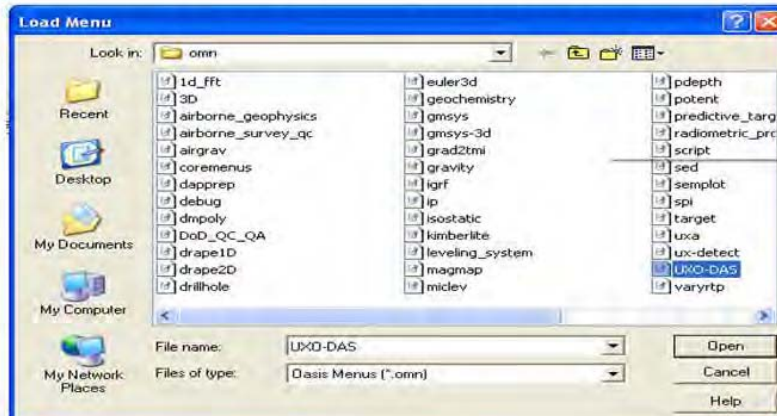 Load Menu
Look in: omn
Recent
Desktop
My Documents
My Computer
My Network Places
1d_fft
3D
airborne_geophysics
airborne_survey_qc
airgrav
coremenus
dapprep
debug
dmpoly
DoD_QC_QA
drape1D
drape2D
drillhole
euler3d
geochemistry
gmsys
gmsys-3d
grad2tmi
gravity
igrf
ip
isostatic
kimberlite
leveling_system
magmap
miclev
pdepth
potent
predictive_targ
radiometric_prc
script
sed
semplot
spi
target
uxa
ux-detect
UXO-DAS
varyrtp
File name: UXO-DAS
Open
Files of type: Oasis Menus (*.omn)
Cancel
Help